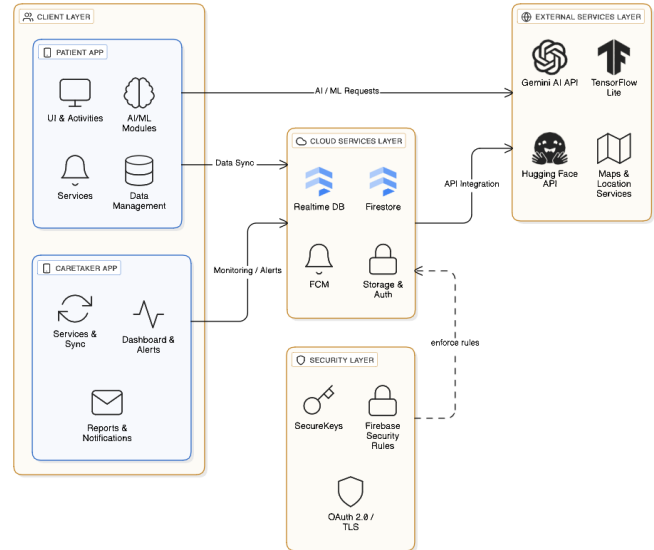 CLIENT LAYER
PATIENT APP
UI & Activities
AI/ML
Modules
Services
Data
Management
CARETAKER APP
Services &
Sync
Dashboard &
Alerts
Reports &
Notifications
AI / ML Requests
Data Sync
Monitoring / Alerts
CLOUD SERVICES LAYER
Realtime DB
Firestore
FCM
Storage &
Auth
API Integration
enforce rules
SECURITY LAYER
SecureKeys
Firebase
Security
Rules
OAuth 2.0 /
TLS
EXTERNAL SERVICES LAYER
Gemini AI API
TensorFlow
Lite
Hugging Face
API
Maps &
Location
Services